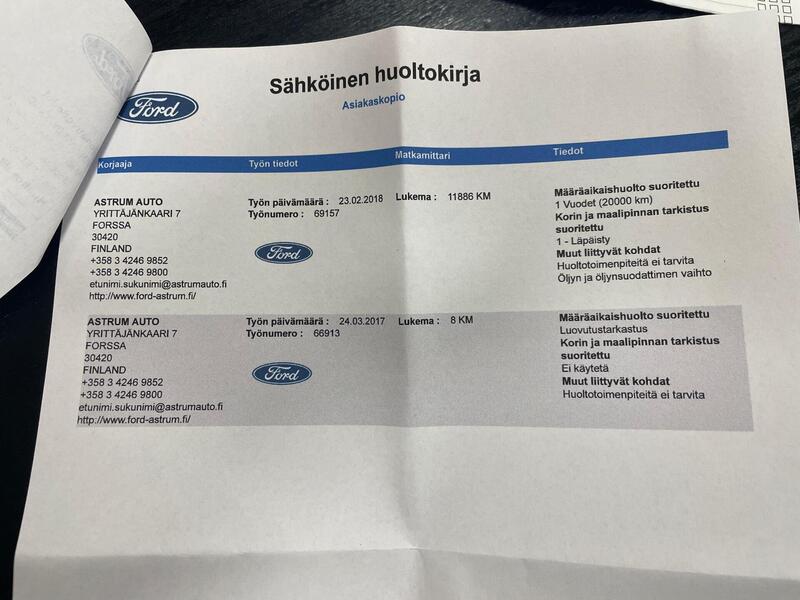 Sähköinen huoltokirja
Ford
Asiakaskopio
Korjaaja Työn tiedot Matkamittari Tiedot
ASTRUM AUTO
YRITTÄJÄNKAARI 7
FORSSA
30420
FINLAND
+358 3 4246 9852
+358 3 4246 9800
etunimi.sukunimi@astrumauto.fi
http://www.ford-astrum.fi/
Työn päivämäärä : 23.02.2018
Työnumero : 69157
Ford
Lukema : 11886 KM
Määräaikaishuolto suoritettu
1 Vuodet (20000 km)
Korin ja maalipinnan tarkistus
suoritettu
1 - Läpäisty
Muut liittyvät kohdat
Huoltotoimenpiteitä ei tarvita
Öljyn ja öljynsuodattimen vaihto
ASTRUM AUTO
YRITTÄJÄNKAARI 7
FORSSA
30420
FINLAND
+358 3 4246 9852
+358 3 4246 9800
etunimi.sukunimi@astrumauto.fi
http://www.ford-astrum.fi/
Työn päivämäärä : 24.03.2017
Työnumero : 66913
Ford
Lukema : 8 KM
Määräaikaishuolto suoritettu
Luovutustarkastus
Korin ja maalipinnan tarkistus
suoritettu
Ei käytetä
Muut liittyvät kohdat
Huoltotoimenpiteitä ei tarvita